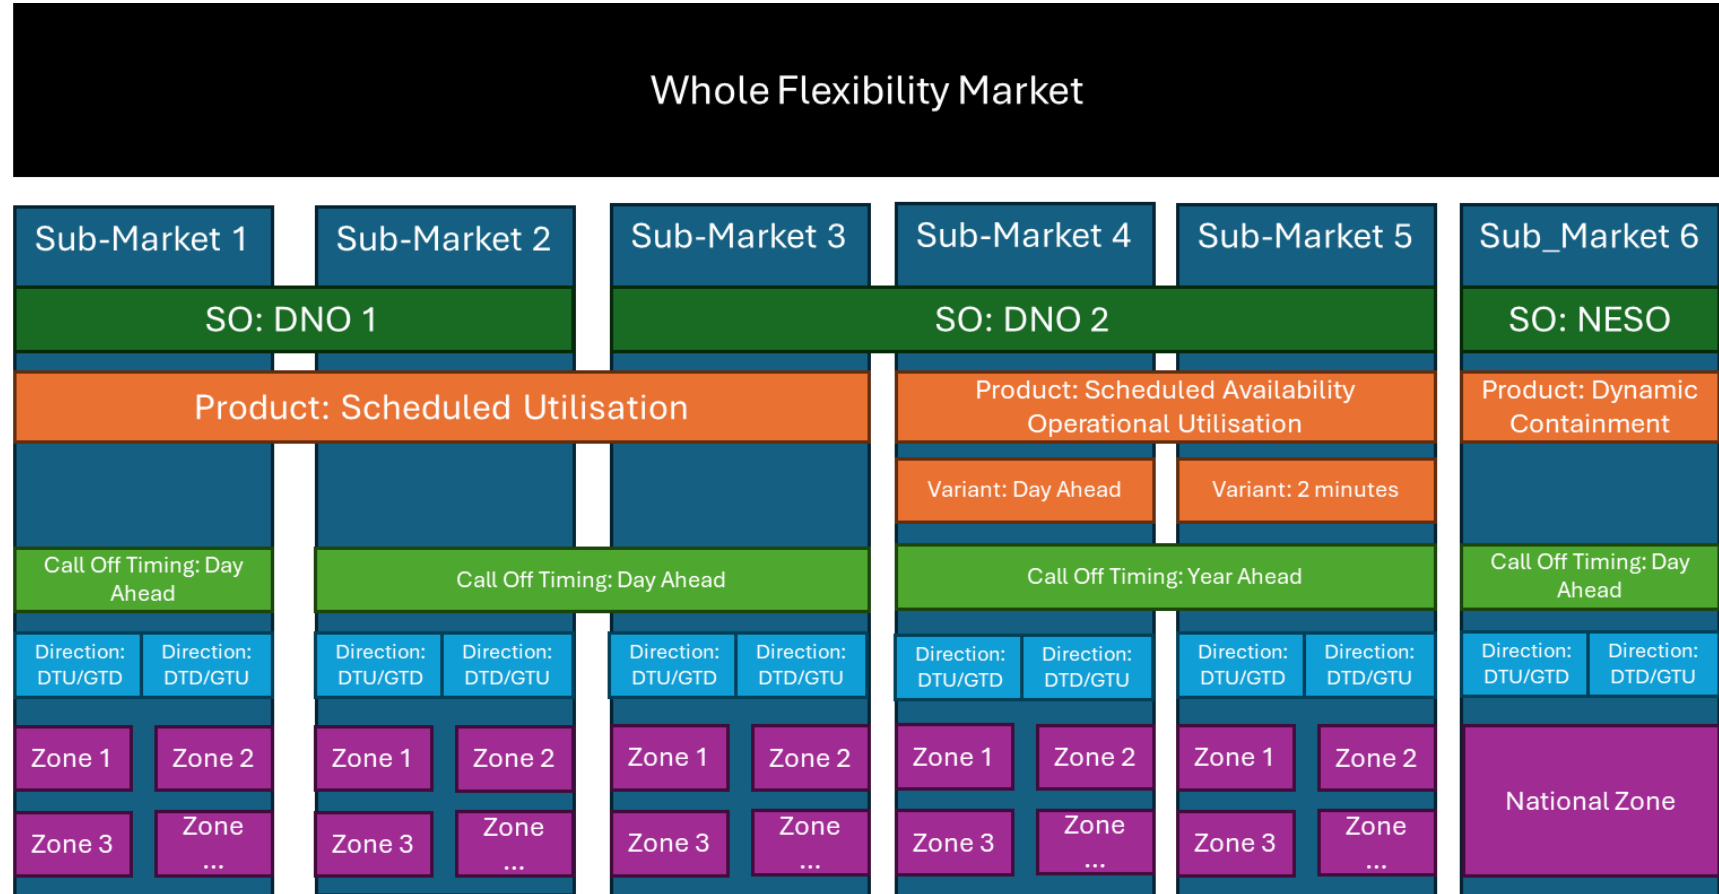 Whole Flexibility Market
Sub-Market 1
Sub-Market 2
Sub-Market 3
Sub-Market 4
Sub-Market 5
Sub_Market 6
SO: DNO 1
SO: DNO 2
SO: NESO
Product: Scheduled Utilisation
Product: Scheduled Availability
Operational Utilisation
Product: Dynamic
Containment
Variant: Day Ahead
Variant: 2 minutes
Call Off Timing: Day
Ahead
Call Off Timing: Day Ahead
Call Off Timing: Year Ahead
Call Off Timing: Day
Ahead
Direction:
DTU/GTD
Direction:
DTD/GTU
Direction:
DTU/GTD
Direction:
DTD/GTU
Direction:
DTU/GTD
Direction:
DTD/GTU
Direction:
DTU/GTD
Direction:
DTD/GTU
Direction:
DTU/GTD
Direction:
DTD/GTU
Direction:
DTU/GTD
Direction:
DTD/GTU
Zone 1
Zone 2
Zone 1
Zone 2
Zone 1
Zone 2
Zone 1
Zone 2
Zone 1
Zone 2
National Zone
Zone 3
Zone
...
Zone 3
Zone
...
Zone 3
Zone
...
Zone 3
Zone
...
Zone 3
Zone
...